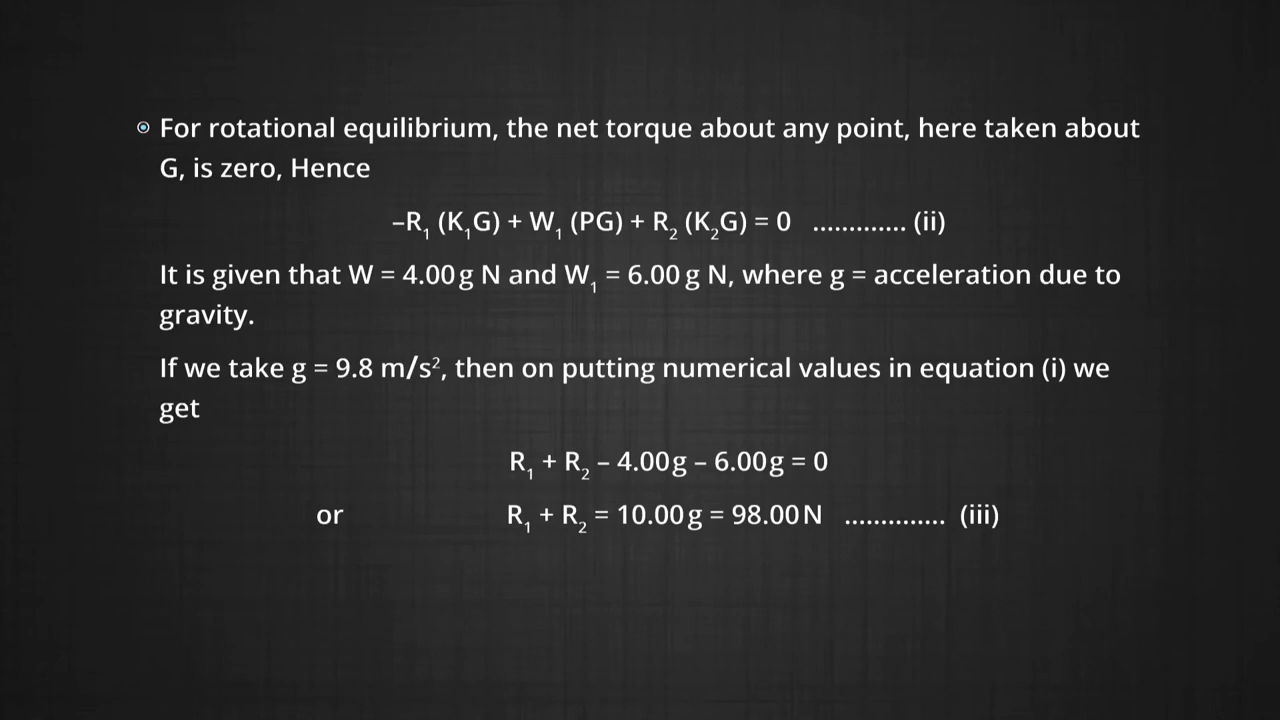 For rotational equilibrium, the net torque about any point, here taken about
G, is zero, Hence
–R₁ (K₁G) + W₁ (PG) + R₂ (K₂G) = 0 ............. (ii)
It is given that W = 4.00 g N and W₁ = 6.00 g N, where g = acceleration due to
gravity.
If we take g = 9.8 m/s², then on putting numerical values in equation (i) we
get
R₁ + R₂ – 4.00 g – 6.00 g = 0
or R₁ + R₂ = 10.00 g = 98.00 N .............. (iii)